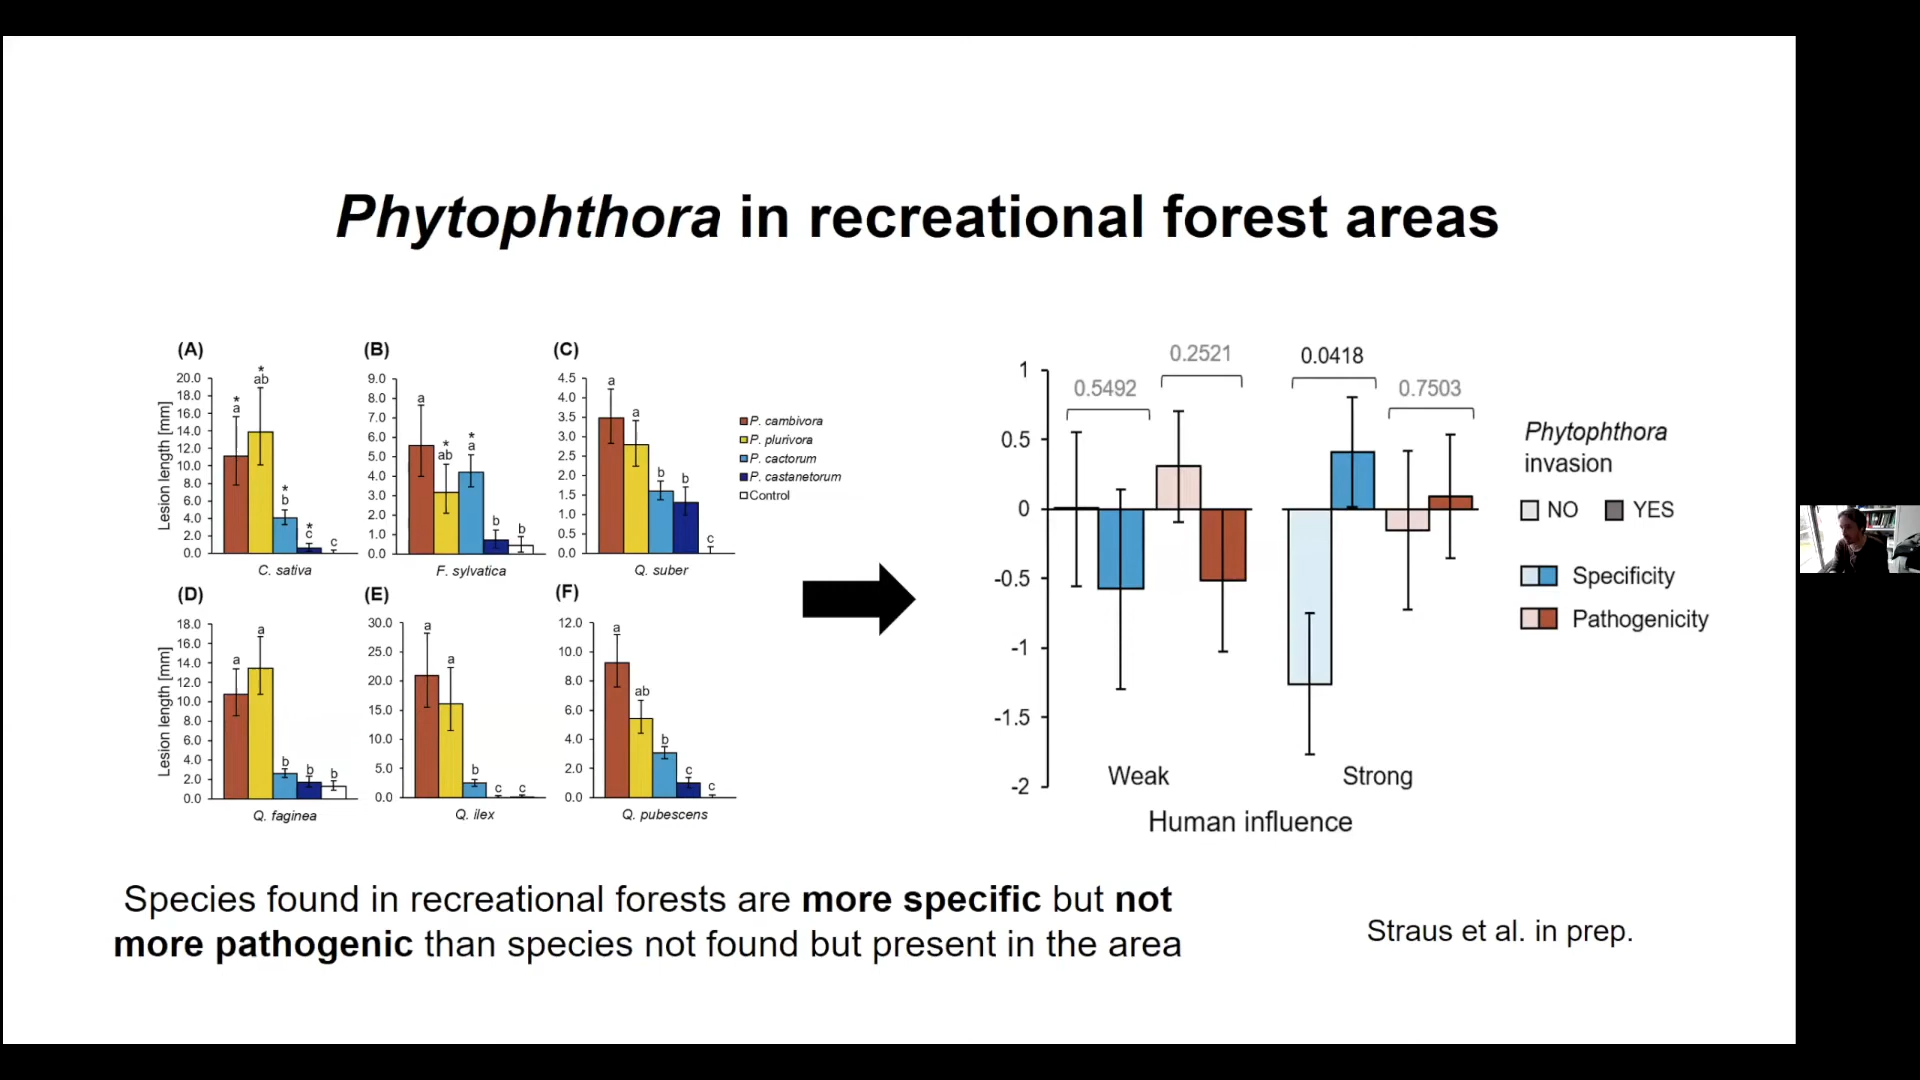 Phytophthora in recreational forest areas
(A)
Lesion length [mm]
20.0
18.0
16.0
14.0
12.0
10.0
8.0
6.0
4.0
2.0
0.0
* a
* ab
* b
* c
c
C. sativa
(B)
9.0
8.0
7.0
6.0
5.0
4.0
3.0
2.0
1.0
0.0
a
* ab
* a
b
b
F. sylvatica
(C)
4.5
4.0
3.5
3.0
2.5
2.0
1.5
1.0
0.5
0.0
a
a
b
b
c
Q. suber
P. cambivora
P. plurivora
P. cactorum
P. castanetorum
Control
(D)
Lesion length [mm]
18.0
16.0
14.0
12.0
10.0
8.0
6.0
4.0
2.0
0.0
a
a
b
b
b
Q. faginea
(E)
30.0
25.0
20.0
15.0
10.0
5.0
0.0
a
a
b
c
c
Q. ilex
(F)
12.0
10.0
8.0
6.0
4.0
2.0
0.0
a
ab
b
c
c
Q. pubescens
1
0.5
0
-0.5
-1
-1.5
-2
0.5492
0.2521
0.0418
0.7503
Weak
Strong
Human influence
Phytophthora
invasion
NO YES
Specificity
Pathogenicity
Species found in recreational forests are more specific but not
more pathogenic than species not found but present in the area
Straus et al. in prep.